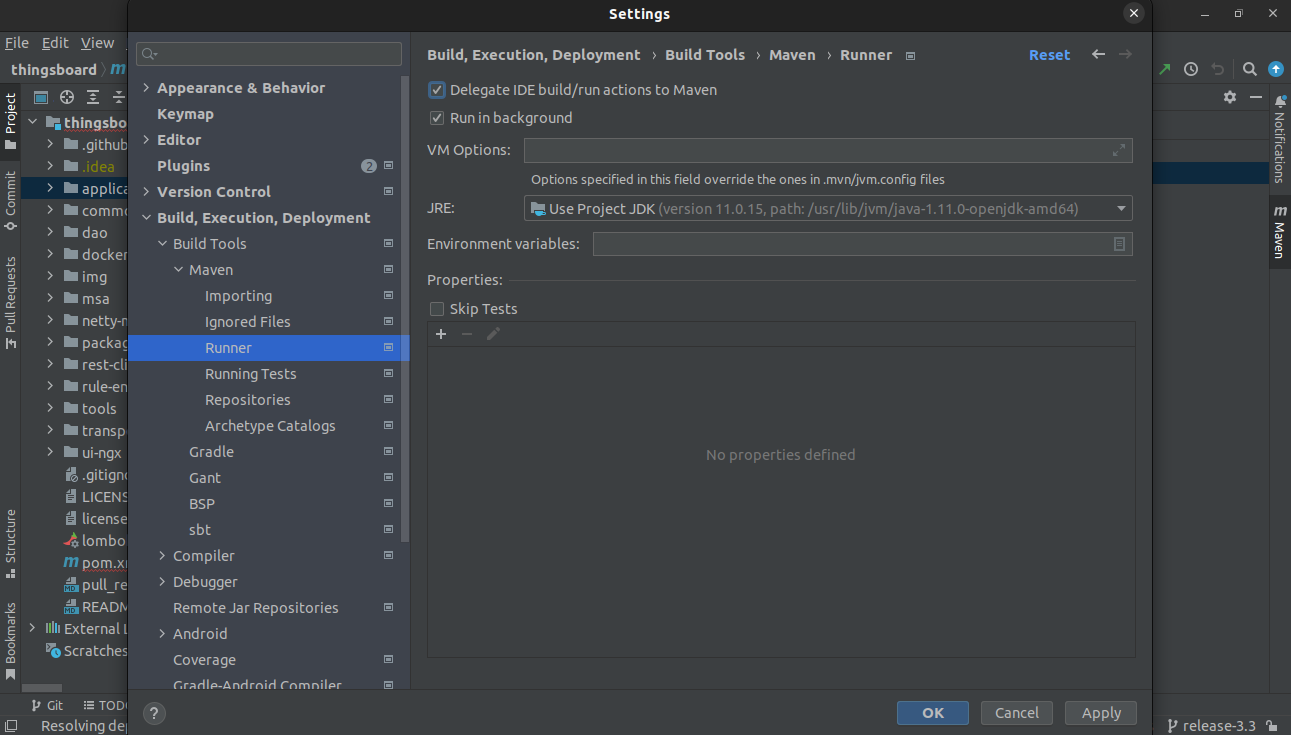 Settings
File Edit View
thingsboard m
Project
Commit
Pull Requests
Structure
Bookmarks
thingsbo
.github
.idea
applica
commo
dao
docker
img
msa
netty-m
packag
rest-cli
rule-en
tools
transpo
ui-ngx
.gitigno
LICENS
license
lombo
m pom.xm
pull_re
READM
External L
Scratches
Git TODO
Resolving dep
Appearance & Behavior
Keymap
Editor
Plugins 2
Version Control
Build, Execution, Deployment
Build Tools
Maven
Importing
Ignored Files
Runner
Running Tests
Repositories
Archetype Catalogs
Gradle
Gant
BSP
sbt
Compiler
Debugger
Remote Jar Repositories
Android
Coverage
Gradle-Android Compiler
?
Build, Execution, Deployment › Build Tools › Maven › Runner
Reset
Delegate IDE build/run actions to Maven
Run in background
VM Options:
Options specified in this field override the ones in .mvn/jvm.config files
JRE: Use Project JDK (version 11.0.15, path: /usr/lib/jvm/java-1.11.0-openjdk-amd64)
Environment variables:
Properties:
Skip Tests
No properties defined
OK Cancel Apply
Notifications
m Maven
release-3.3